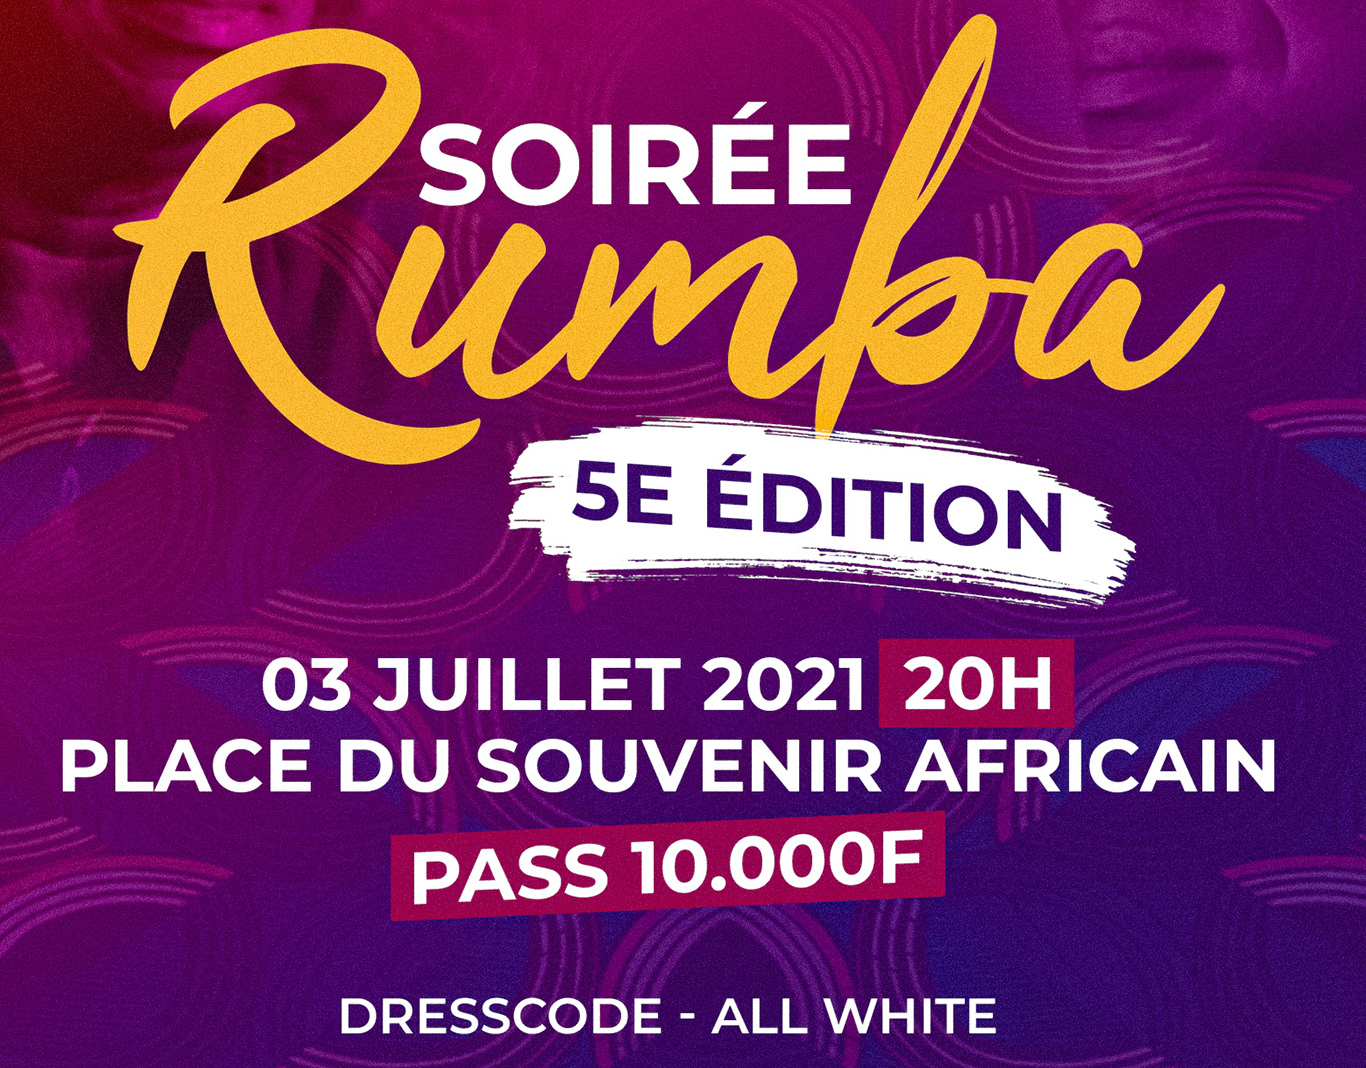 SOIRÉE
Rumba
5E ÉDITION
03 JUILLET 2021 20H
PLACE DU SOUVENIR AFRICAIN
PASS 10.000F
DRESSCODE - ALL WHITE